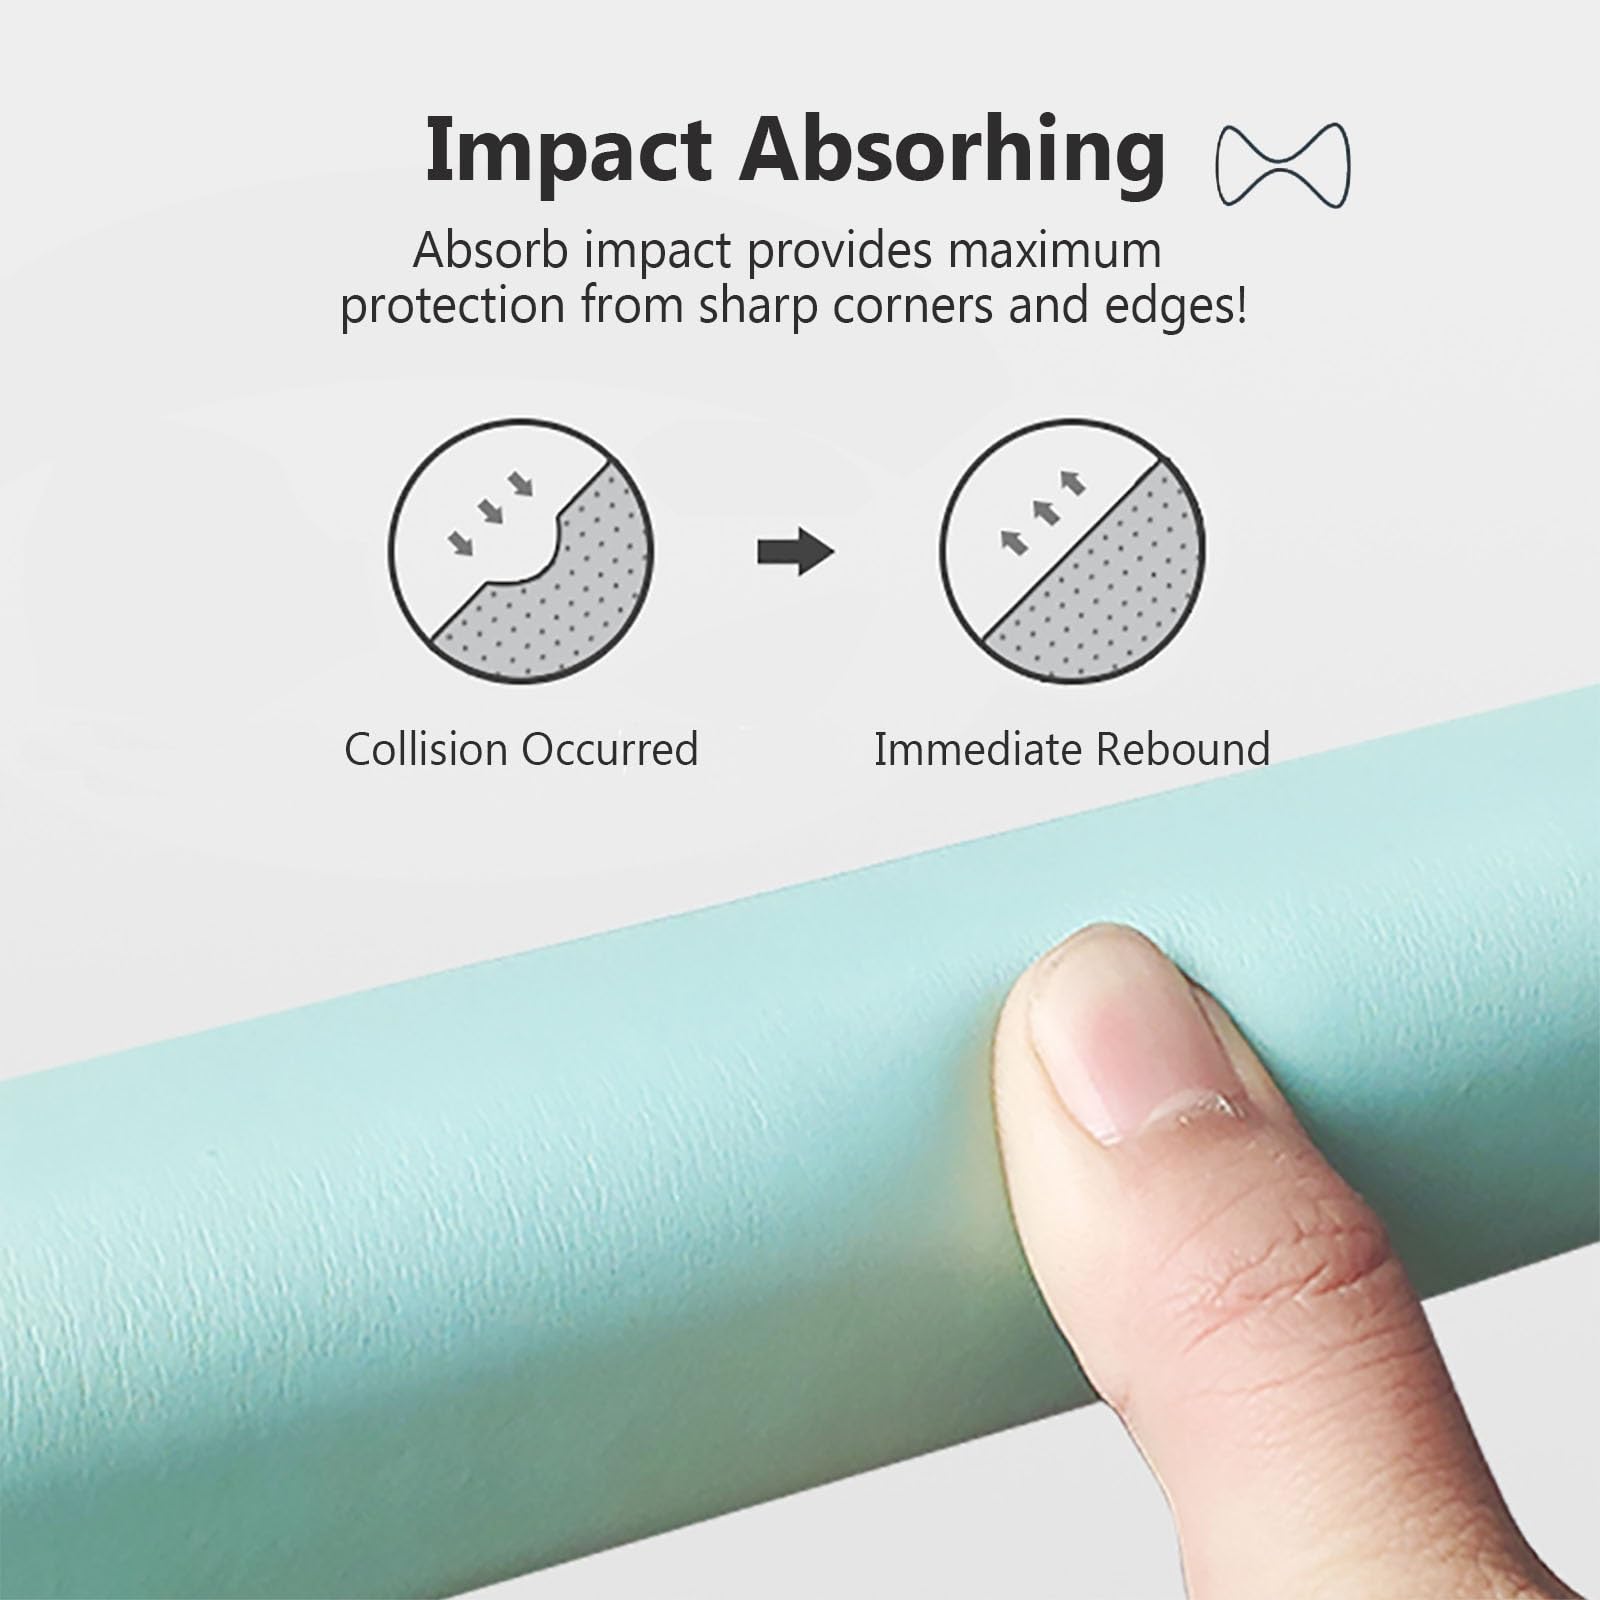 Impact Absorhing
Absorb impact provides maximum
protection from sharp corners and edges!
Collision Occurred
Immediate Rebound